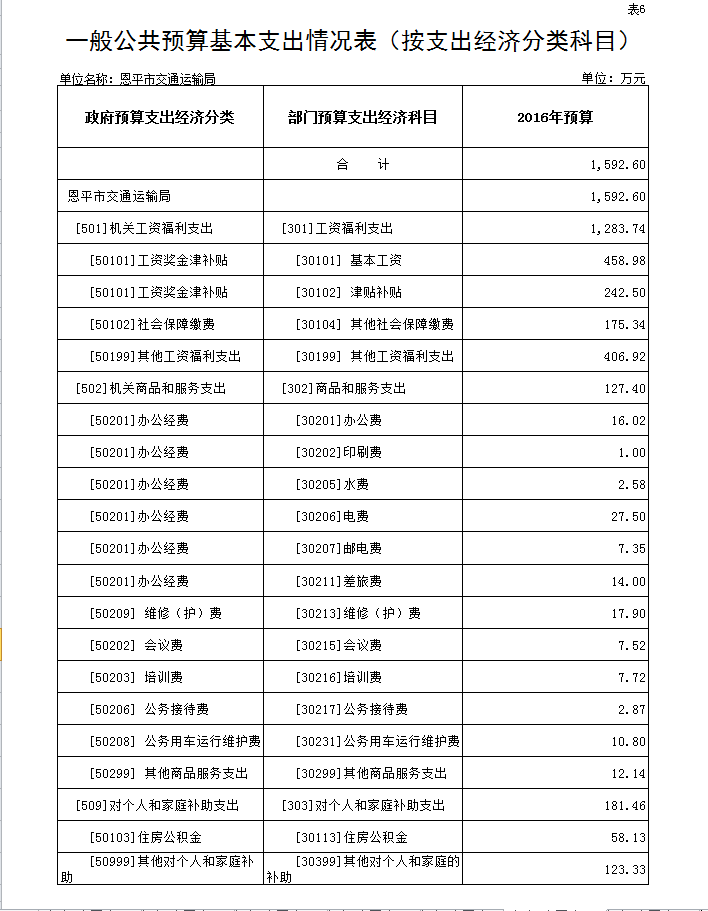 表6
一般公共预算基本支出情况表（按支出经济分类科目）
单位名称：恩平市交通运输局 单位：万元
政府预算支出经济分类 部门预算支出经济科目 2016年预算
合 计 1,592.60
恩平市交通运输局 1,592.60
[501]机关工资福利支出 [301]工资福利支出 1,283.74
[50101]工资奖金津补贴 [30101] 基本工资 458.98
[50101]工资奖金津补贴 [30102] 津贴补贴 242.50
[50102]社会保障缴费 [30104] 其他社会保障缴费 175.34
[50199]其他工资福利支出 [30199] 其他工资福利支出 406.92
[502]机关商品和服务支出 [302]商品和服务支出 127.40
[50201]办公经费 [30201]办公费 16.02
[50201]办公经费 [30202]印刷费 1.00
[50201]办公经费 [30205]水费 2.58
[50201]办公经费 [30206]电费 27.50
[50201]办公经费 [30207]邮电费 7.35
[50201]办公经费 [30211]差旅费 14.00
[50209] 维修（护）费 [30213]维修（护）费 17.90
[50202] 会议费 [30215]会议费 7.52
[50203] 培训费 [30216]培训费 7.72
[50206] 公务接待费 [30217]公务接待费 2.87
[50208] 公务用车运行维护费 [30231]公务用车运行维护费 10.80
[50299] 其他商品服务支出 [30299]其他商品服务支出 12.14
[509]对个人和家庭补助支出 [303]对个人和家庭补助支出 181.46
[50103]住房公积金 [30113]住房公积金 58.13
[50999]其他对个人和家庭补 [30399]其他对个人和家庭的 123.33
助 补助